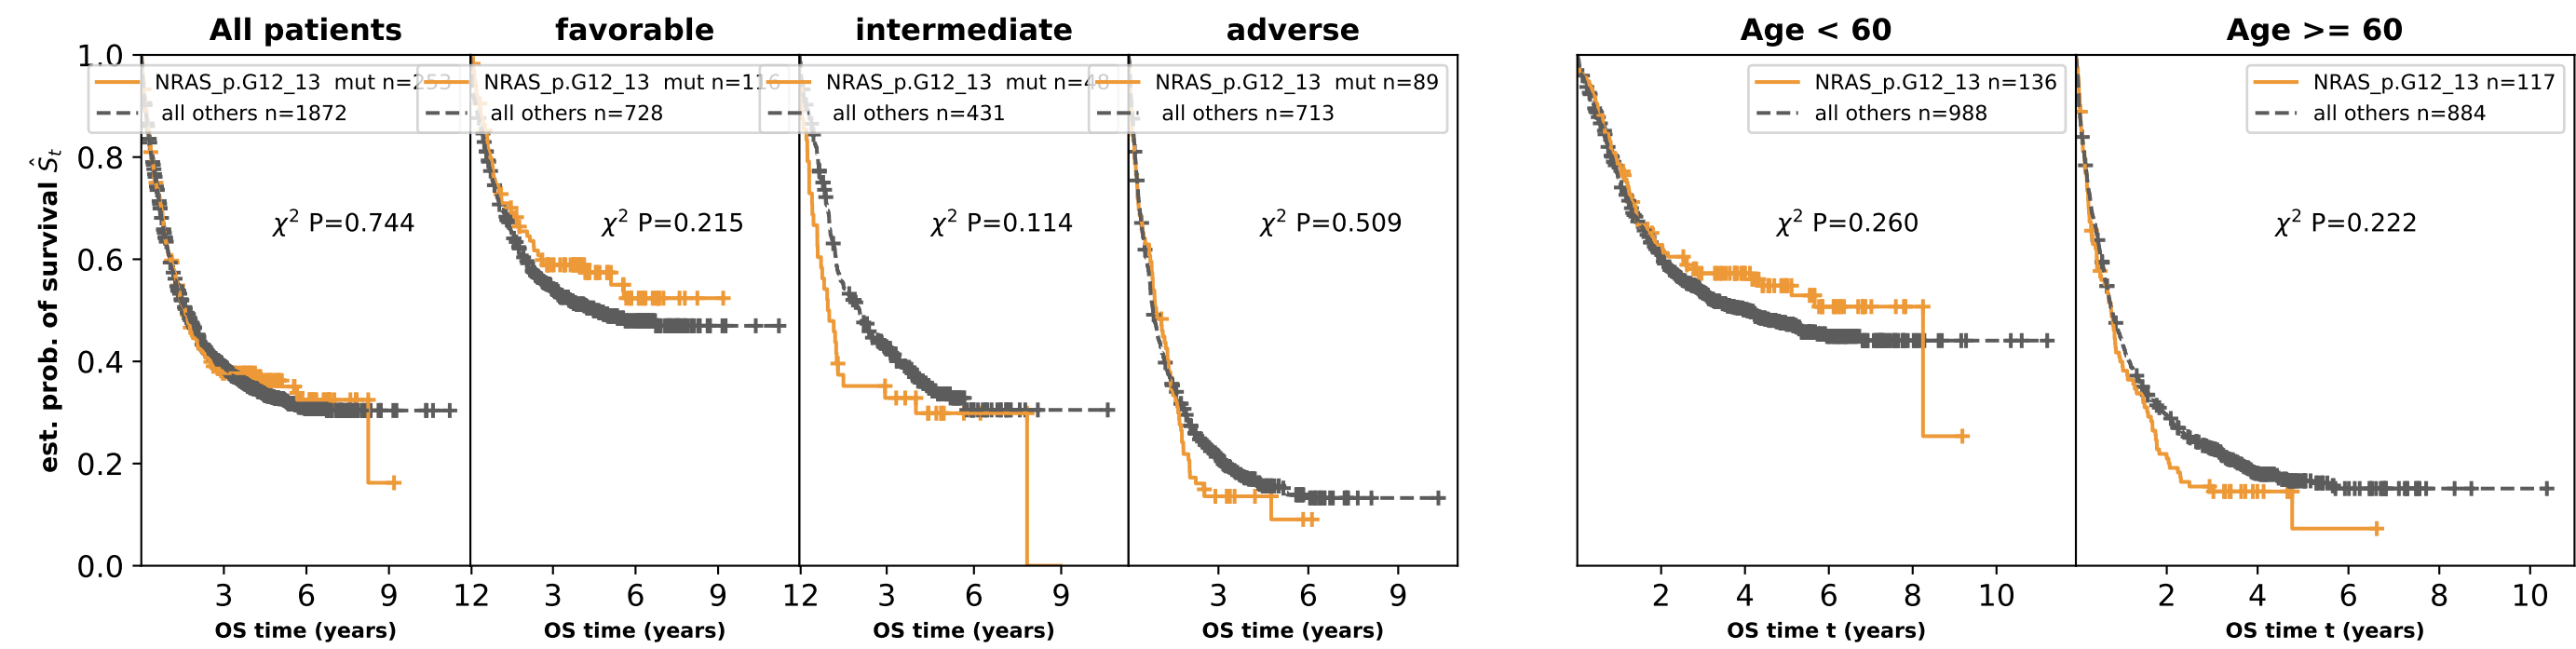 All patients
favorable
intermediate
adverse
Age < 60
Age >= 60
est. prob. of survival Ŝt
1.0
0.8
0.6
0.4
0.2
0.0
NRAS_p.G12_13 mut n=253
all others n=1872
χ² P=0.744
3 6 9 12
OS time (years)
NRAS_p.G12_13 mut n=116
all others n=728
χ² P=0.215
3 6 9 12
OS time (years)
NRAS_p.G12_13 mut n=48
all others n=431
χ² P=0.114
3 6 9
OS time (years)
NRAS_p.G12_13 mut n=89
all others n=713
χ² P=0.509
3 6 9
OS time (years)
NRAS_p.G12_13 n=136
all others n=988
χ² P=0.260
2 4 6 8 10
OS time t (years)
NRAS_p.G12_13 n=117
all others n=884
χ² P=0.222
2 4 6 8 10
OS time t (years)